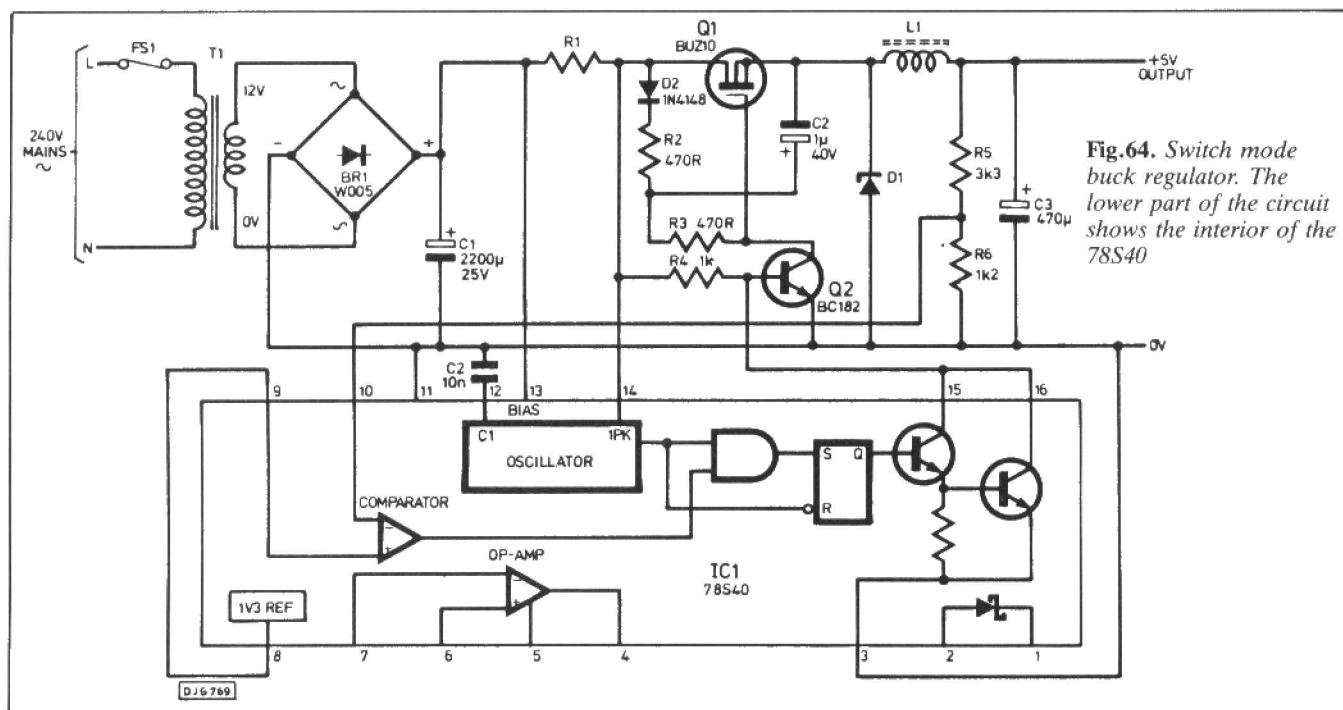 FS1
T1
L
240V
MAINS
~
N
12V
0V
~
-
+
BR1
W005
~
+
C1
2200µ
25V
R1
D2
1N4148
R2
470R
Q1
BUZ10
C2
1µ
40V
+
R3 470R
R4 1k
Q2
BC182
D1
L1
+5V
OUTPUT
R5
3k3
R6
1k2
+
C3
470µ
0V
Fig.64. Switch mode
buck regulator. The
lower part of the circuit
shows the interior of the
78S40
C2
10n
9
10
11
12
13
14
15
16
BIAS
C1
1PK
OSCILLATOR
COMPARATOR
-
+
OP-AMP
-
+
S
Q
R
IC1
78S40
1V3 REF
8
7
6
5
4
3
2
1
DJG769